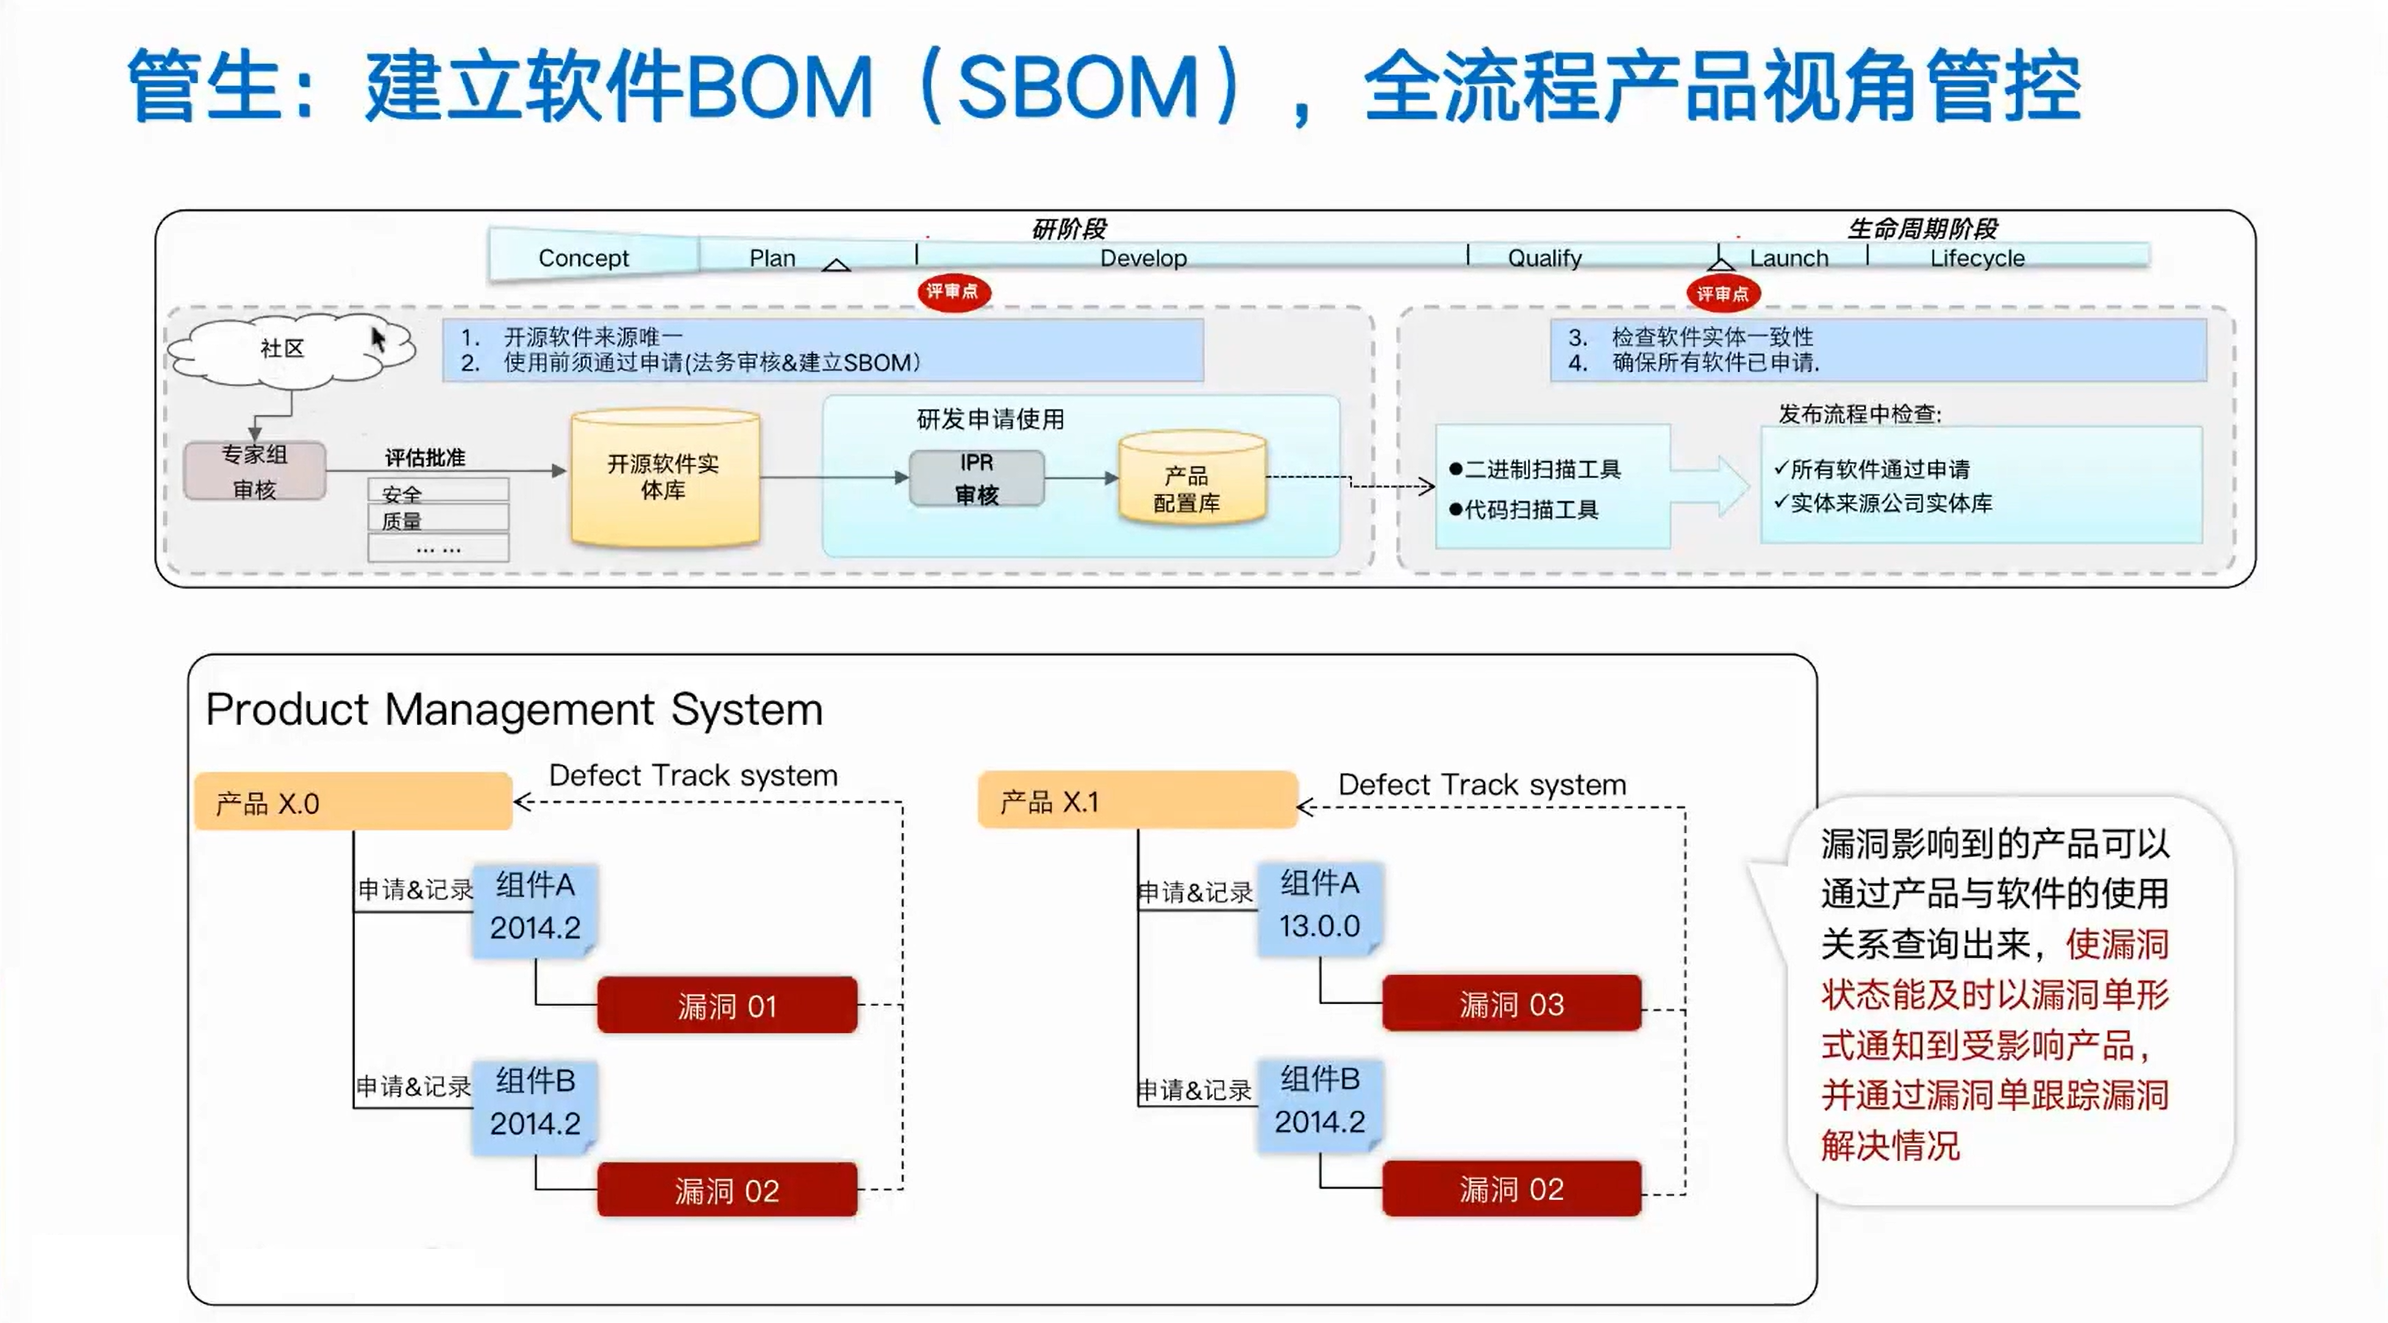 管生：建立软件BOM（SBOM），全流程产品视角管控
研阶段
生命周期阶段
Concept
Plan
Develop
Qualify
Launch
Lifecycle
评审点
评审点
社区
1. 开源软件来源唯一
2. 使用前须通过申请(法务审核&建立SBOM）
3. 检查软件实体一致性
4. 确保所有软件已申请.
专家组
审核
评估批准
安全
质量
... ...
开源软件实
体库
研发申请使用
IPR
审核
产品
配置库
●二进制扫描工具
●代码扫描工具
发布流程中检查:
✓所有软件通过申请
✓实体来源公司实体库
Product Management System
产品 X.0
Defect Track system
申请&记录
组件A
2014.2
漏洞 01
申请&记录
组件B
2014.2
漏洞 02
产品 X.1
Defect Track system
申请&记录
组件A
13.0.0
漏洞 03
申请&记录
组件B
2014.2
漏洞 02
漏洞影响到的产品可以
通过产品与软件的使用
关系查询出来，使漏洞
状态能及时以漏洞单形
式通知到受影响产品，
并通过漏洞单跟踪漏洞
解决情况